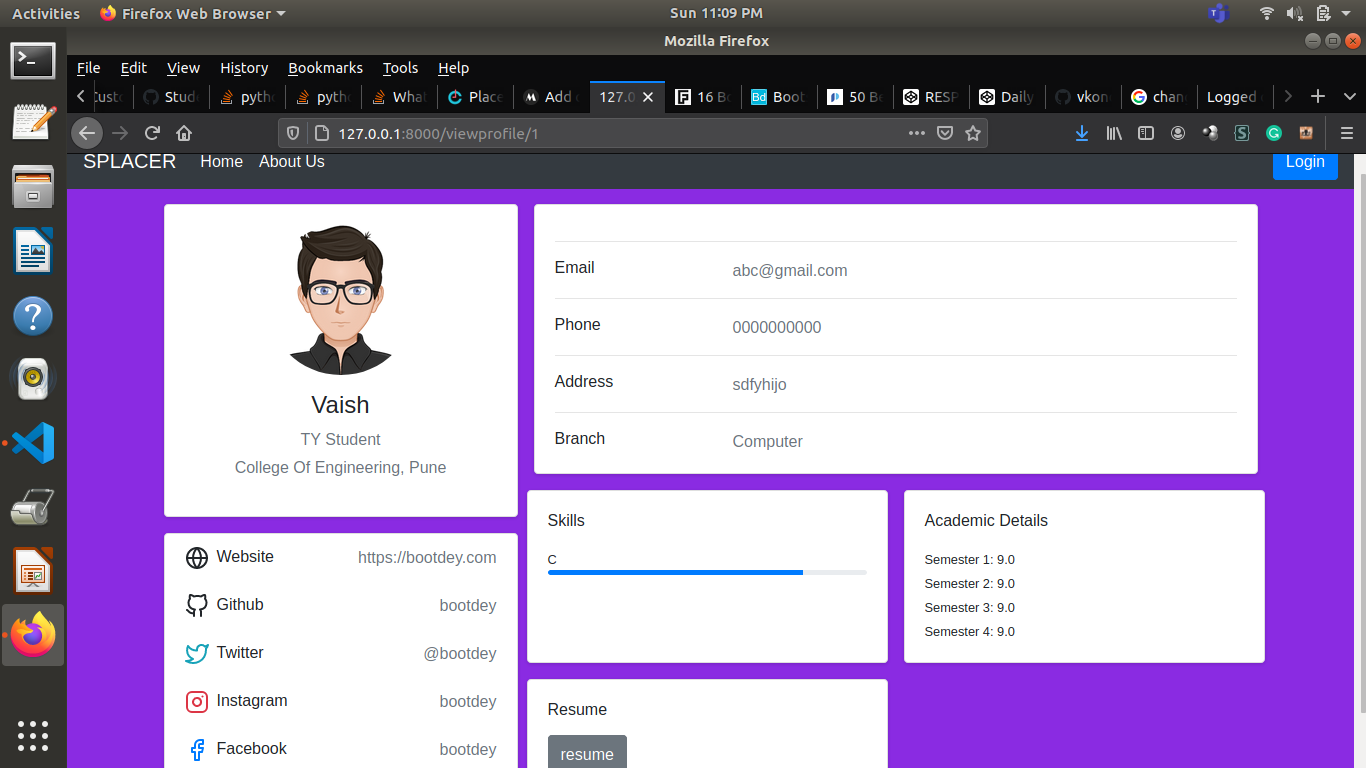 Activities Firefox Web Browser Sun 11:09 PM
Mozilla Firefox
File Edit View History Bookmarks Tools Help
pytho pytho Wha Place Add 127.0 16 Bo Boot 50 Be RESP Daily vkon chan Logged
127.0.0.1:8000/viewprofile/1
SPLACER Home About Us Login
Vaish
TY Student
College Of Engineering, Pune
Email abc@gmail.com
Phone 0000000000
Address sdfyhijo
Branch Computer
Website https://bootdey.com
Github bootdey
Twitter @bootdey
Instagram bootdey
Facebook bootdey
Skills
C
Academic Details
Semester 1: 9.0
Semester 2: 9.0
Semester 3: 9.0
Semester 4: 9.0
Resume
resume